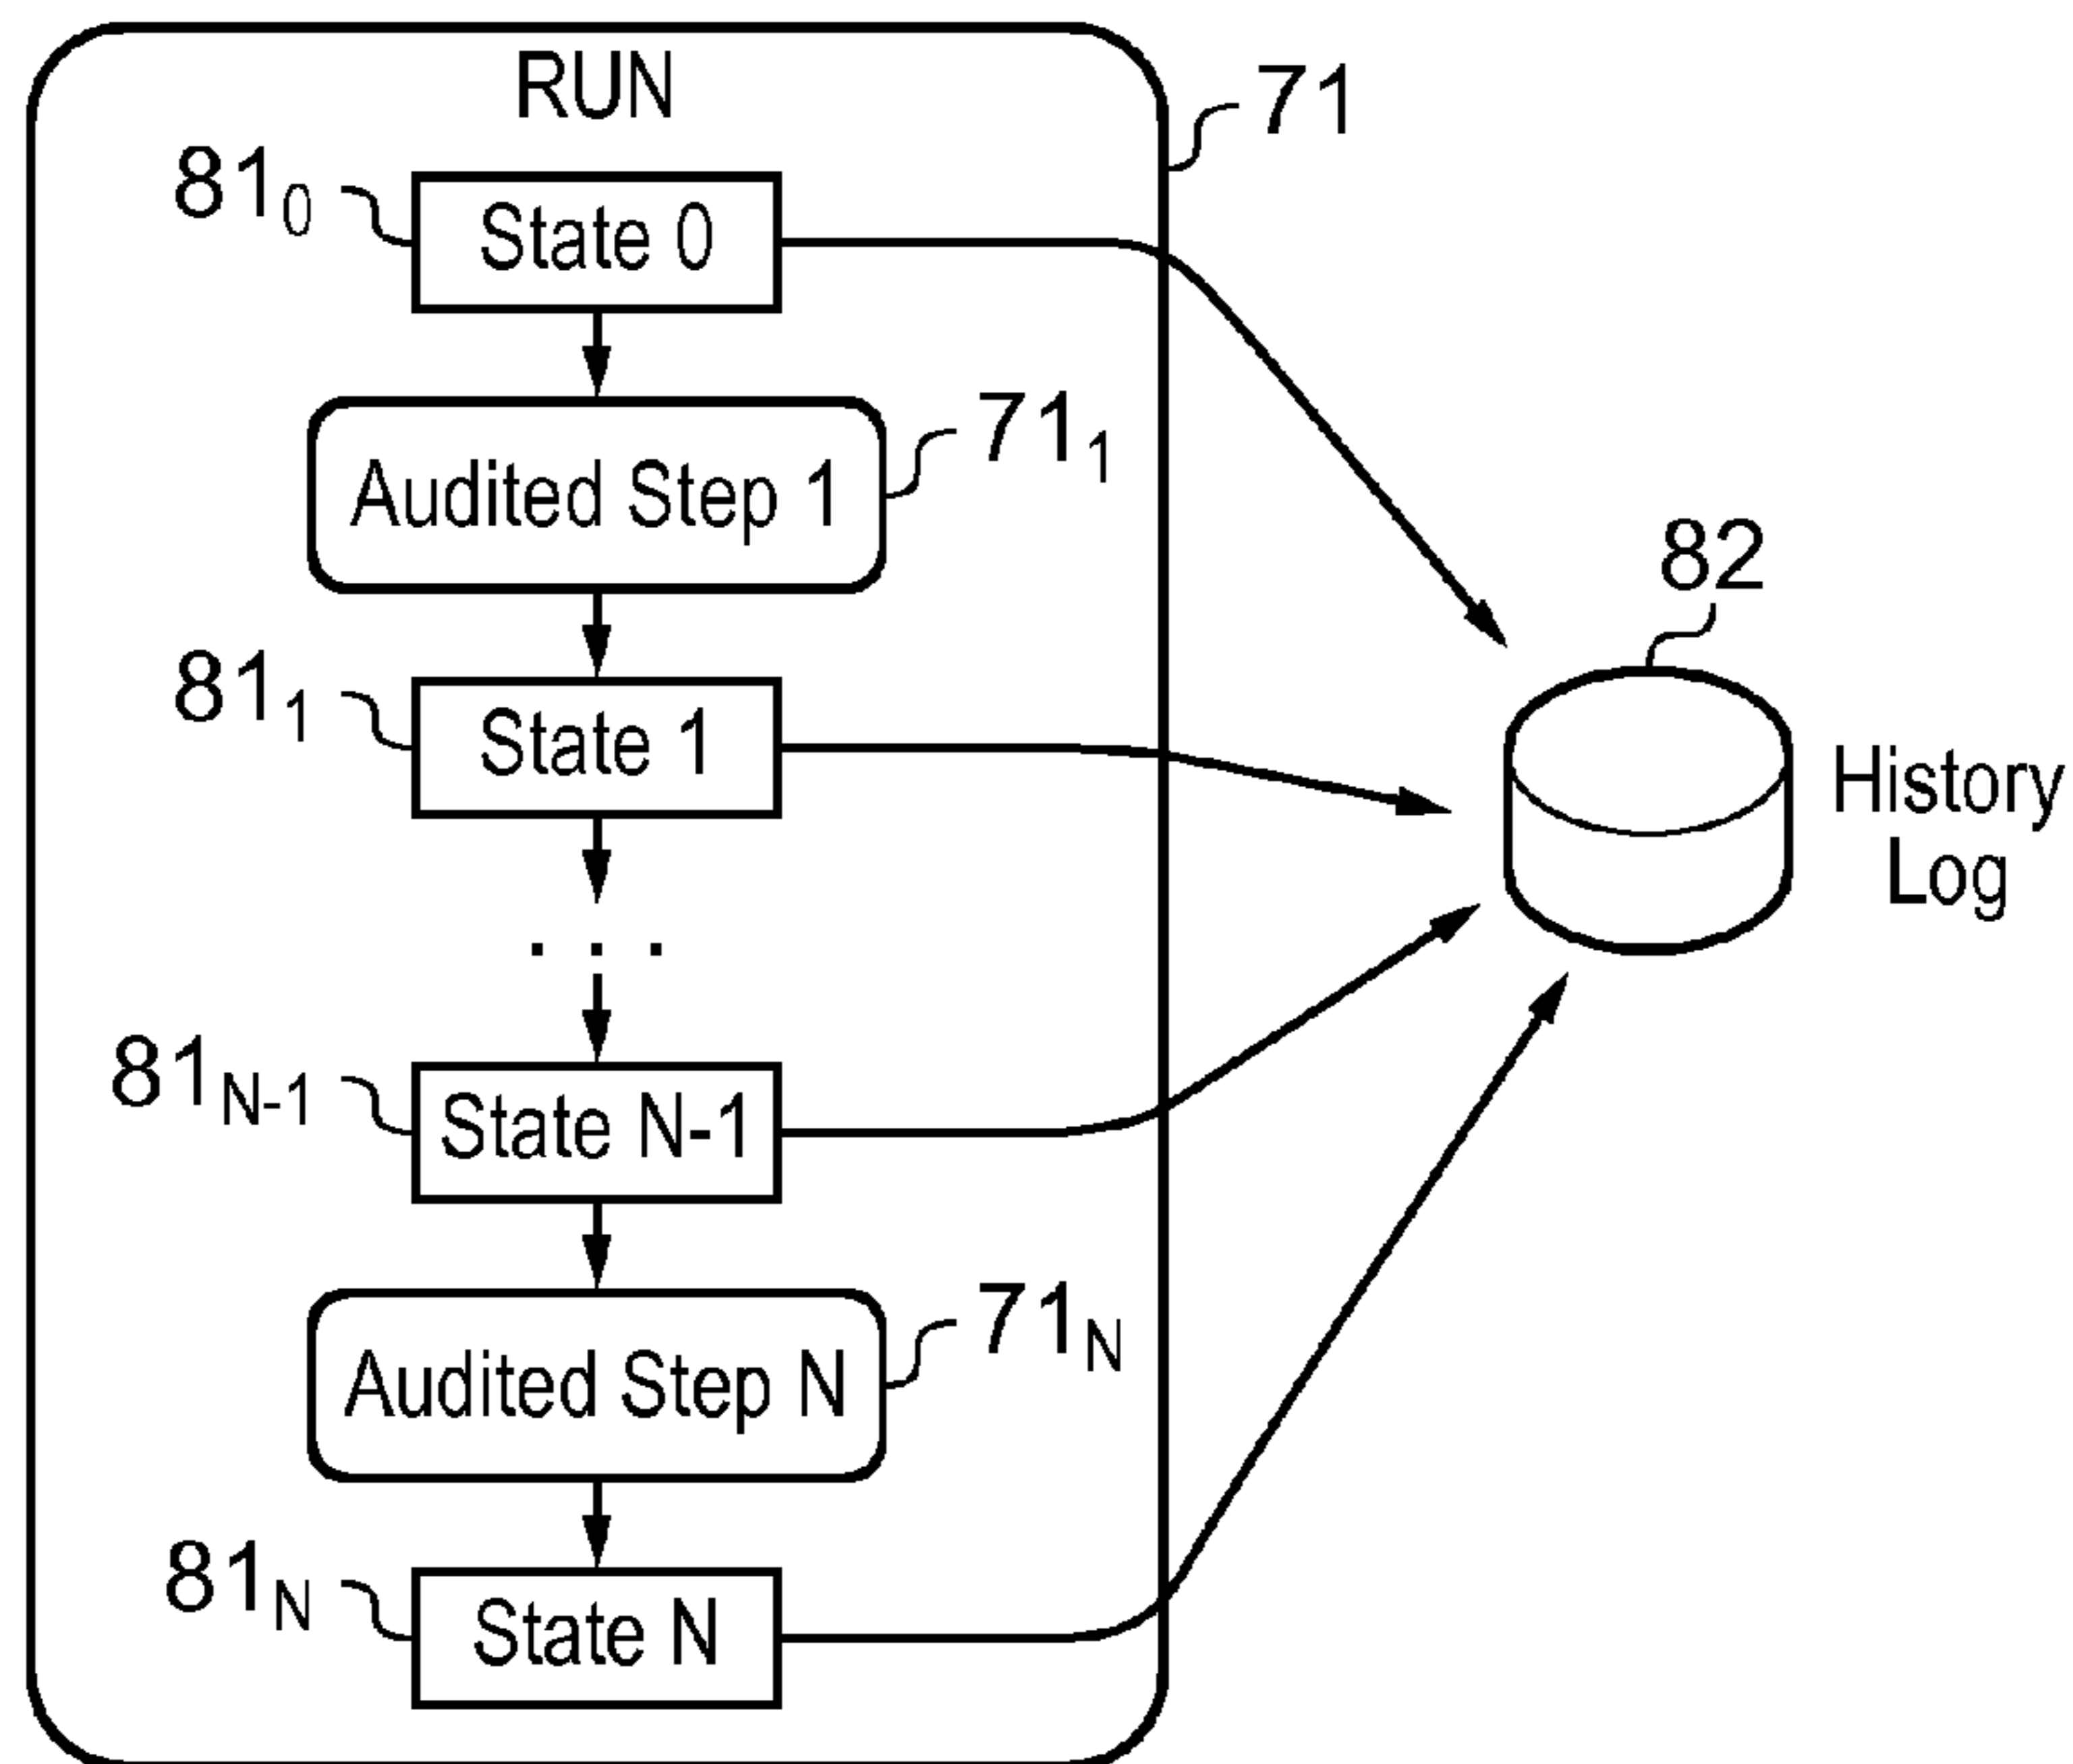 RUN
71
81₀
State 0
Audited Step 1
71₁
82
81₁
State 1
History
Log
. . .
81N-1
State N-1
Audited Step N
71N
81N
State N